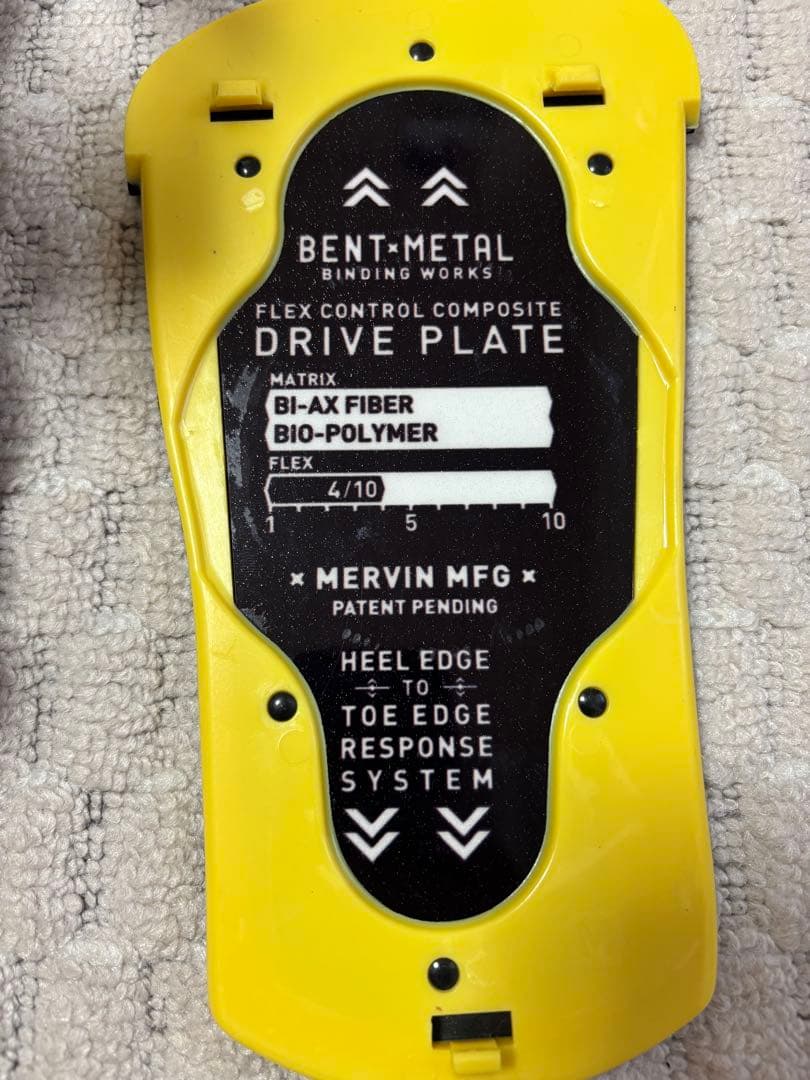 BENT×METAL
BINDING WORKS
FLEX CONTROL COMPOSITE
DRIVE PLATE
MATRIX
BI-AX FIBER
BIO-POLYMER
FLEX
4/10
1 5 10
× MERVIN MFG ×
PATENT PENDING
HEEL EDGE
TO
TOE EDGE
RESPONSE
SYSTEM